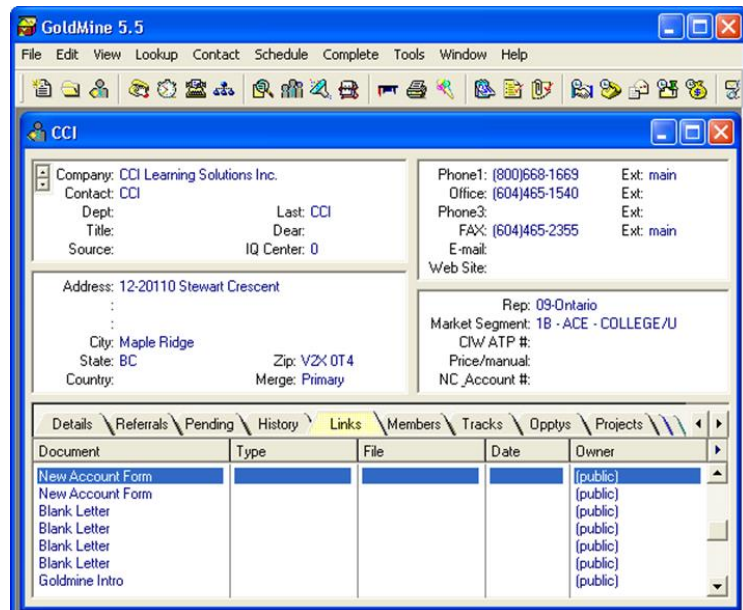 GoldMine 5.5
File Edit View Lookup Contact Schedule Complete Tools Window Help
CCI
Company: CCI Learning Solutions Inc.
Contact: CCI
Dept: Last: CCI
Title: Dear:
Source: IQ Center: 0
Phone1: (800)668-1669 Ext: main
Office: (604)465-1540 Ext:
Phone3: Ext:
FAX: (604)465-2355 Ext: main
E-mail:
Web Site:
Address: 12-20110 Stewart Crescent
:
:
City: Maple Ridge
State: BC Zip: V2X 0T4
Country: Merge: Primary
Rep: 09-Ontario
Market Segment: 1B - ACE - COLLEGE/U
CIW ATP #:
Price/manual:
NC_Account #:
Details Referrals Pending History Links Members Tracks Opptys Projects
Document Type File Date Owner
New Account Form (public)
New Account Form (public)
Blank Letter (public)
Blank Letter (public)
Blank Letter (public)
Blank Letter (public)
Goldmine Intro (public)